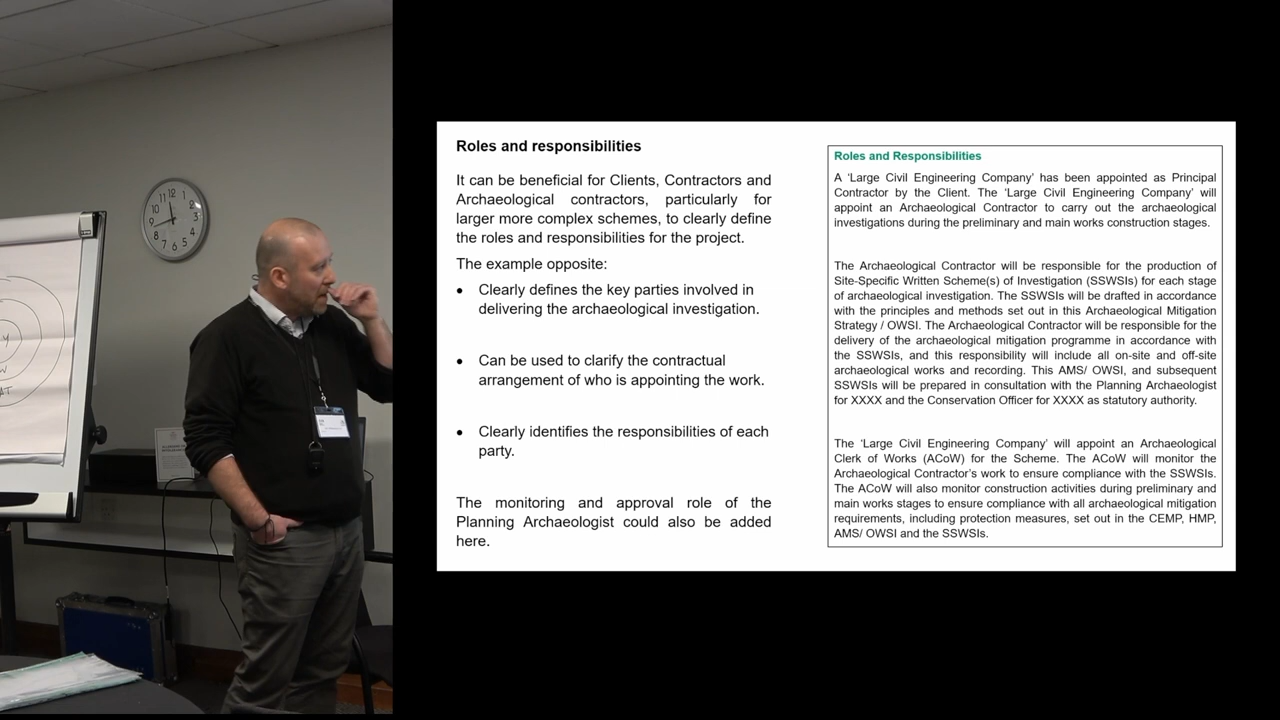 12
11
1
10
2
9
3
8
4
7
5
6
Y
W
AT
Roles and responsibilities
It can be beneficial for Clients, Contractors and
Archaeological contractors, particularly for
larger more complex schemes, to clearly define
the roles and responsibilities for the project.
The example opposite:
• Clearly defines the key parties involved in
delivering the archaeological investigation.
• Can be used to clarify the contractual
arrangement of who is appointing the work.
• Clearly identifies the responsibilities of each
party.
The monitoring and approval role of the
Planning Archaeologist could also be added
here.
Roles and Responsibilities
A ‘Large Civil Engineering Company’ has been appointed as Principal
Contractor by the Client. The ‘Large Civil Engineering Company’ will
appoint an Archaeological Contractor to carry out the archaeological
investigations during the preliminary and main works construction stages.
The Archaeological Contractor will be responsible for the production of
Site-Specific Written Scheme(s) of Investigation (SSWSIs) for each stage
of archaeological investigation. The SSWSIs will be drafted in accordance
with the principles and methods set out in this Archaeological Mitigation
Strategy / OWSI. The Archaeological Contractor will be responsible for the
delivery of the archaeological mitigation programme in accordance with
the SSWSIs, and this responsibility will include all on-site and off-site
archaeological works and recording. This AMS/ OWSI, and subsequent
SSWSIs will be prepared in consultation with the Planning Archaeologist
for XXXX and the Conservation Officer for XXXX as statutory authority.
The ‘Large Civil Engineering Company’ will appoint an Archaeological
Clerk of Works (ACoW) for the Scheme. The ACoW will monitor the
Archaeological Contractor’s work to ensure compliance with the SSWSIs.
The ACoW will also monitor construction activities during preliminary and
main works stages to ensure compliance with all archaeological mitigation
requirements, including protection measures, set out in the CEMP, HMP,
AMS/ OWSI and the SSWSIs.